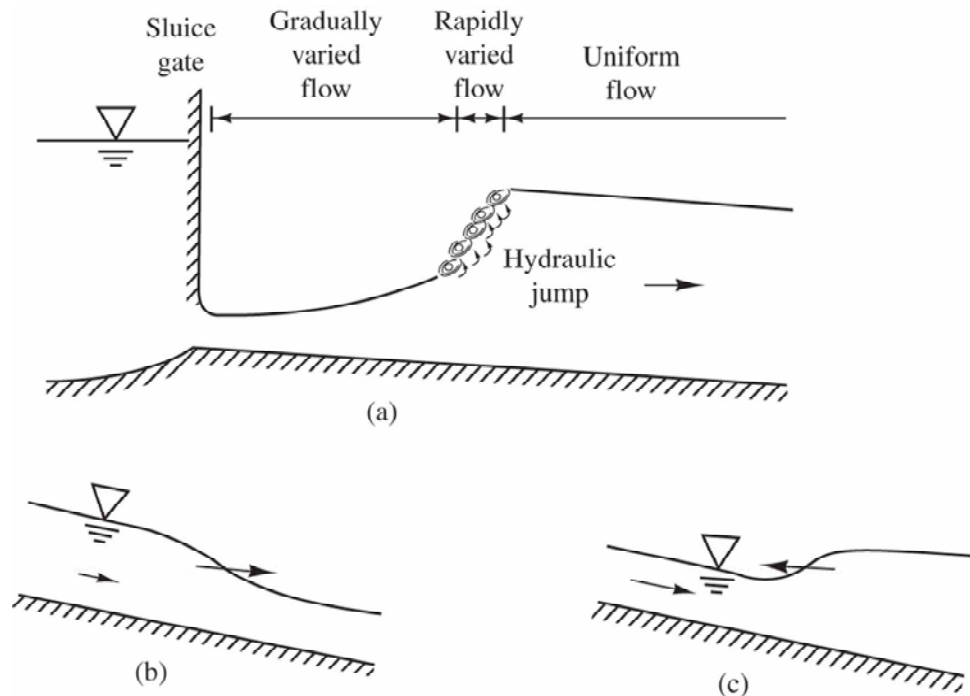 Sluice
gate
Gradually
varied
flow
Rapidly
varied
flow
Uniform
flow
Hydraulic
jump
(a)
(b)
(c)